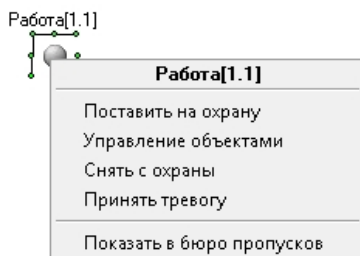 Работа[1.1]
Работа[1.1]
Поставить на охрану
Управление объектами
Снять с охраны
Принять тревогу
Показать в бюро пропусков